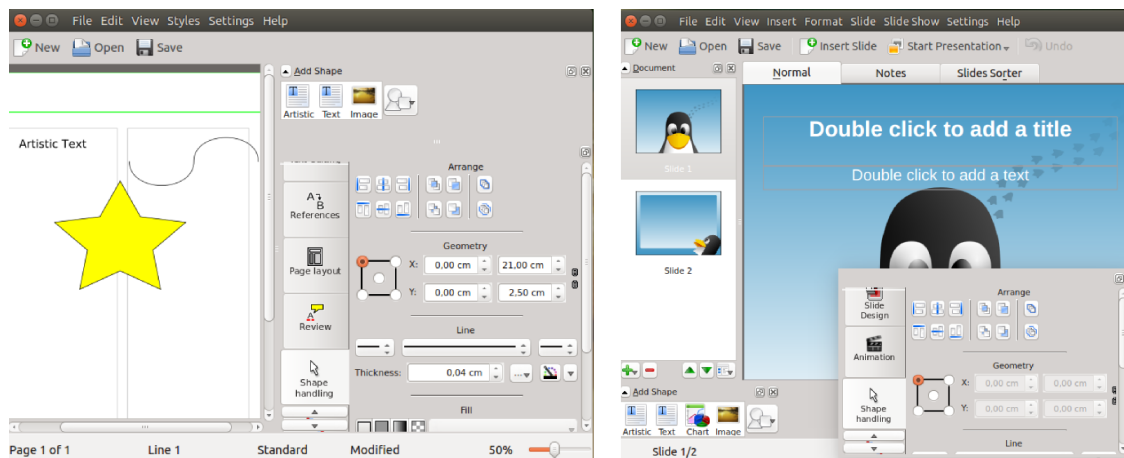 File Edit View Styles Settings Help
New Open Save
Add Shape
Artistic Text Image
Artistic Text
Arrange
References
Page layout
Geometry
X: 0,00 cm 21,00 cm
Y: 0,00 cm 2,50 cm
Review
Line
Thickness: 0,04 cm ...
Shape
handling
Fill
Page 1 of 1 Line 1 Standard Modified 50%
File Edit View Insert Format Slide Slide Show Settings Help
New Open Save Insert Slide Start Presentation Undo
Document
Normal Notes Slides Sorter
Slide 1
Slide 2
Double click to add a title
Double click to add a text
Slide
Design
Animation
Shape
handling
Arrange
Geometry
X: 0,00 cm 0,00 cm
Y: 0,00 cm 0,00 cm
Line
Add Shape
Artistic Text Chart Image
Slide 1/2